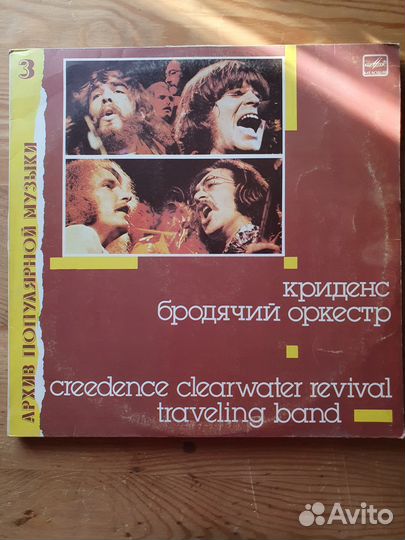 3
АРХИВ ПОПУЛЯРНОЙ МУЗЫКИ
криденс
бродячий оркестр
creedence clearwater revival
traveling band
Avito